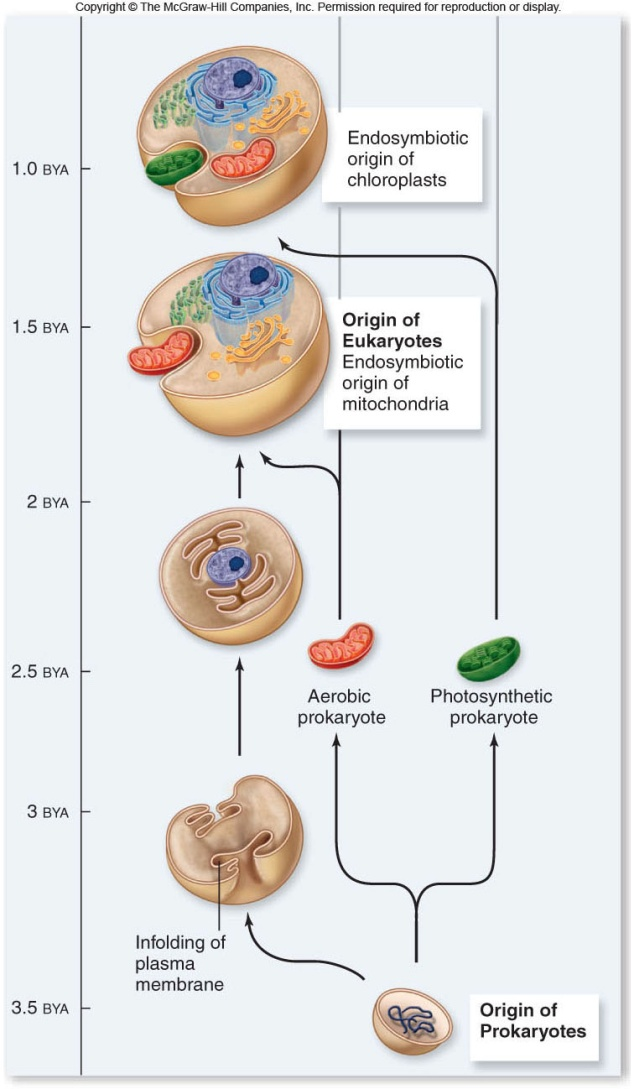 Copyright © The McGraw-Hill Companies, Inc. Permission required for reproduction or display.
Endosymbiotic
origin of
chloroplasts
1.0 BYA
1.5 BYA
Origin of
Eukaryotes
Endosymbiotic
origin of
mitochondria
2 BYA
2.5 BYA
Aerobic
prokaryote
Photosynthetic
prokaryote
3 BYA
Infolding of
plasma
membrane
3.5 BYA
Origin of
Prokaryotes